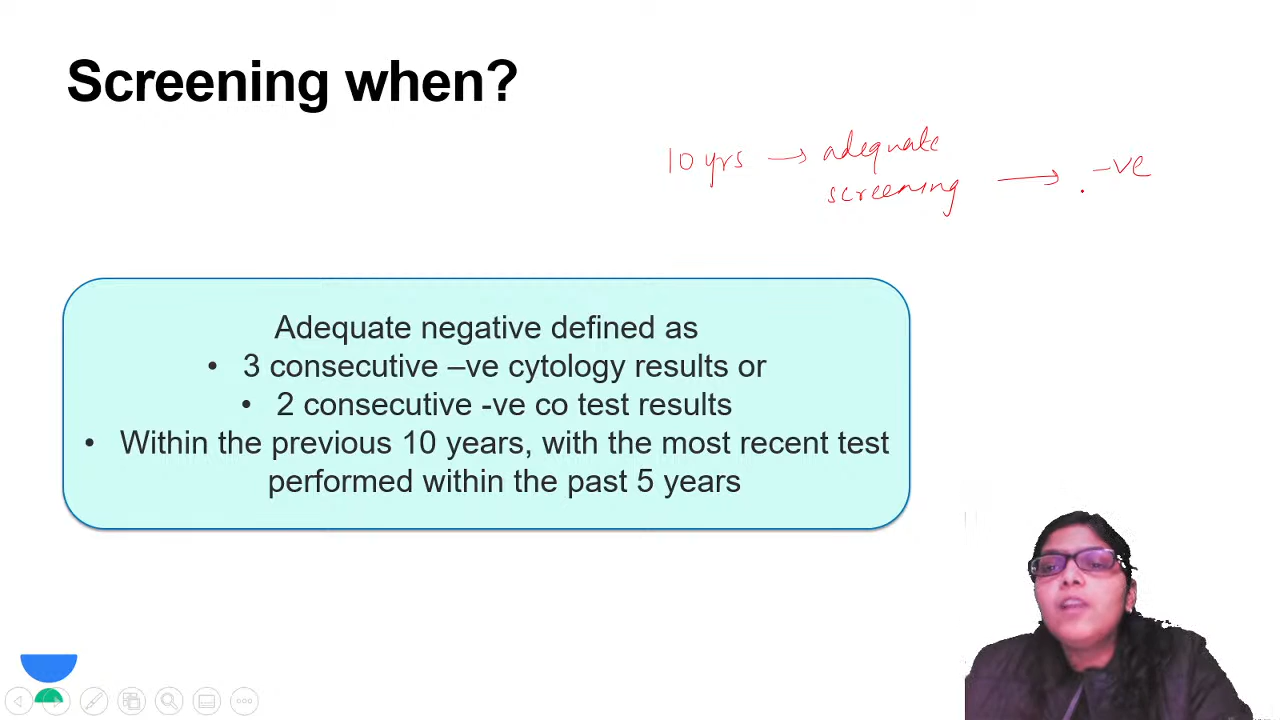 Screening when?
10 yrs → adequate
screening → -ve
Adequate negative defined as
• 3 consecutive –ve cytology results or
• 2 consecutive -ve co test results
• Within the previous 10 years, with the most recent test
performed within the past 5 years